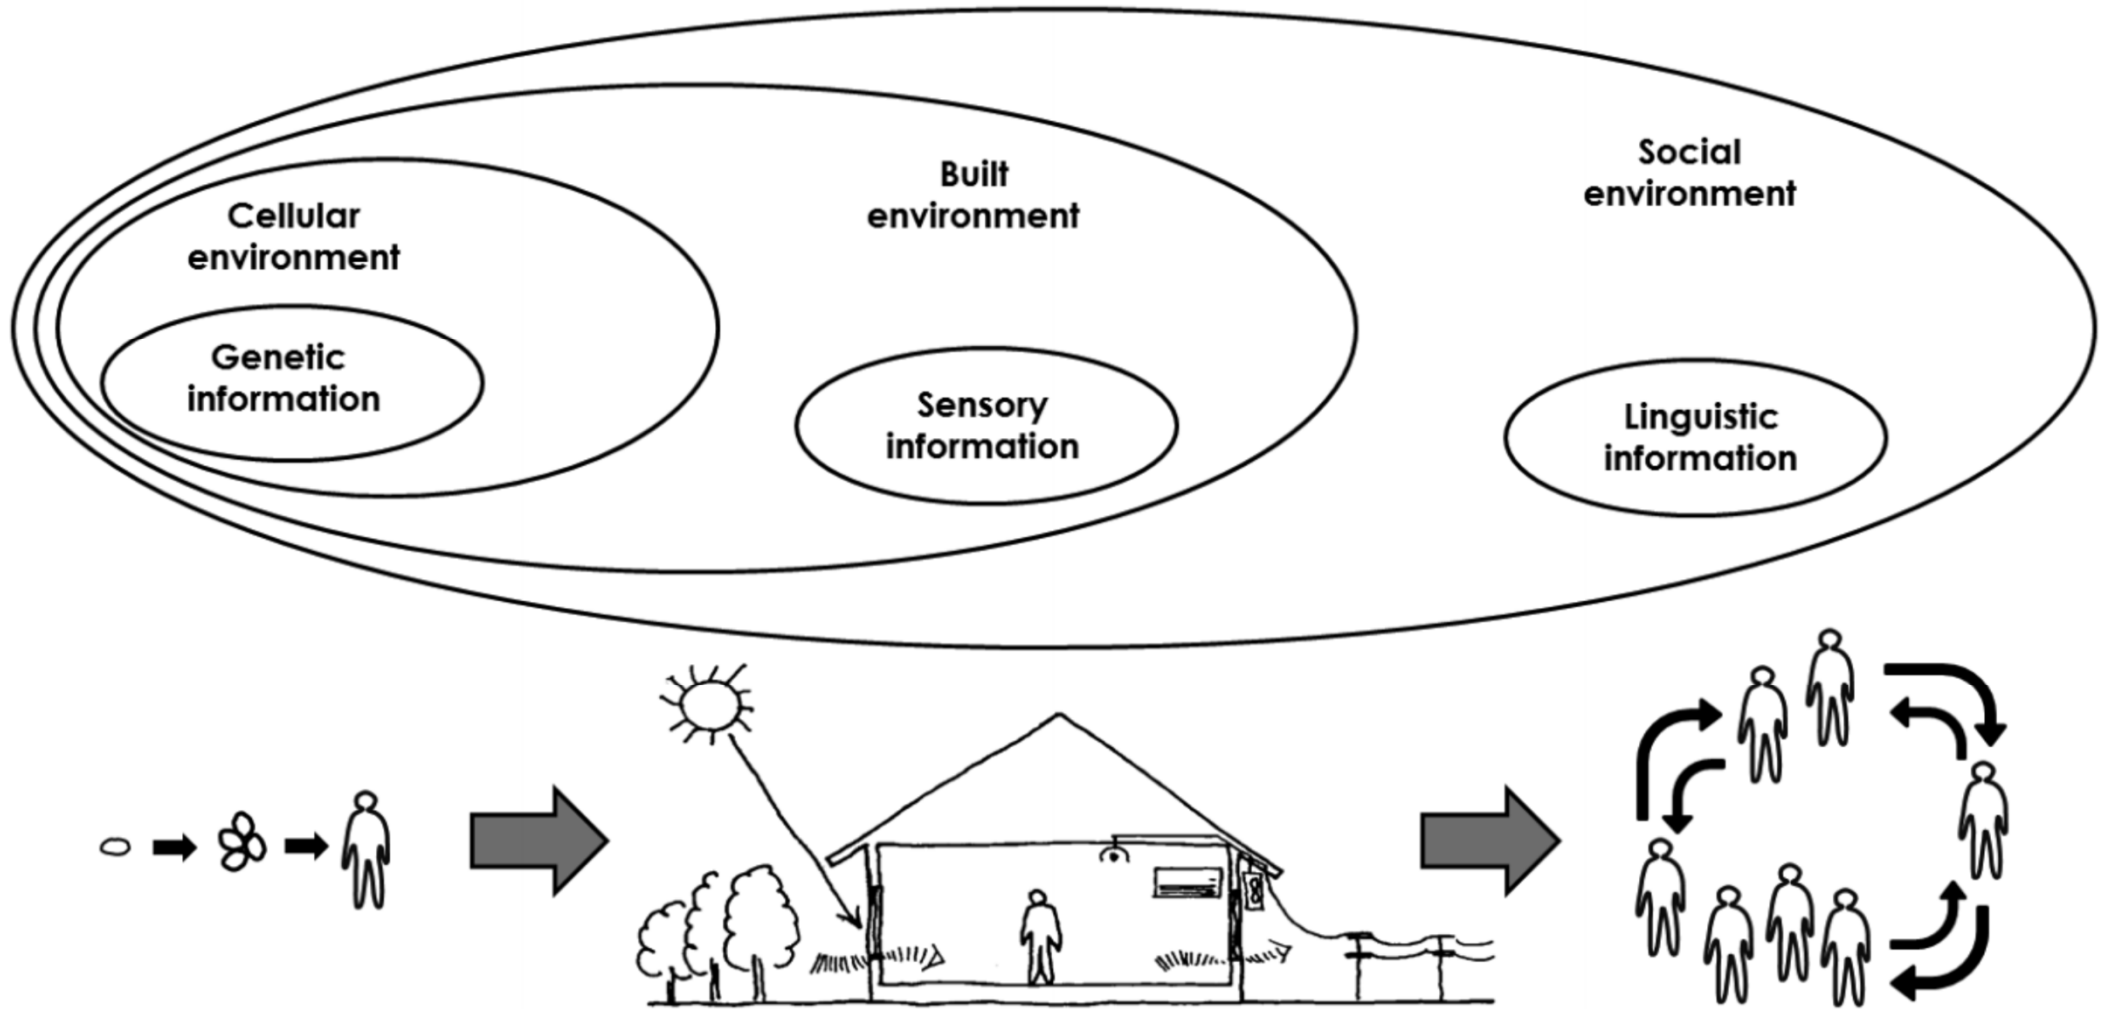 Cellular
environment
Genetic
information
Built
environment
Sensory
information
Social
environment
Linguistic
information